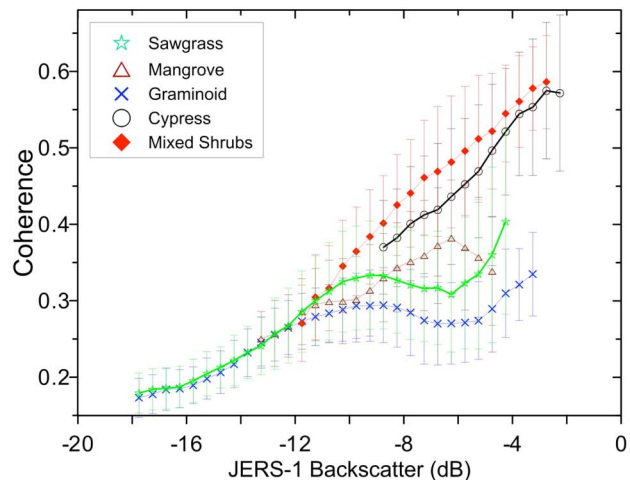 Sawgrass
Mangrove
Graminoid
Cypress
Mixed Shrubs
Coherence
0.6
0.5
0.4
0.3
0.2
-20
-16
-12
-8
-4
0
JERS-1 Backscatter (dB)